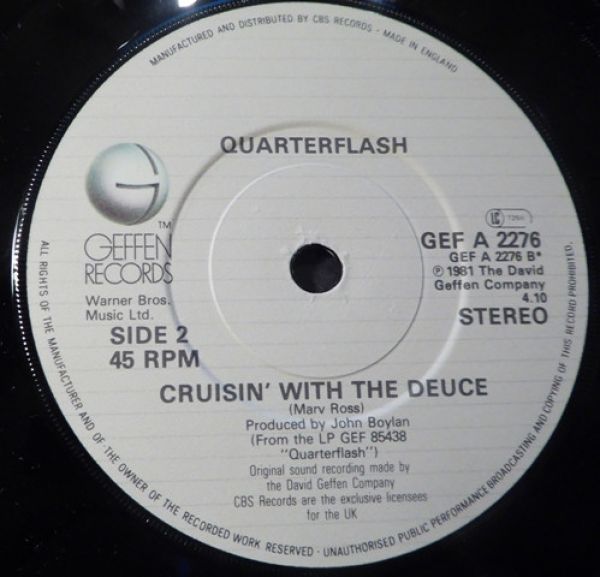 MANUFACTURED AND DISTRIBUTED BY CBS RECORDS - MADE IN ENGLAND
QUARTERFLASH
G
TM
GEFFEN
RECORDS
Warner Bros.
Music Ltd.
SIDE 2
45 RPM
LC
GEF A 2276
GEF A 2276 B*
℗ 1981 The David
Geffen Company
4.10
STEREO
CRUISIN' WITH THE DEUCE
(Marv Ross)
Produced by John Boylan
(From the LP GEF 85438
"Quarterflash")
Original sound recording made by
the David Geffen Company
CBS Records are the exclusive licensees
for the UK
ALL RIGHTS OF THE MANUFACTURER AND OF THE OWNER OF THE RECORDED WORK RESERVED - UNAUTHORISED PUBLIC PERFORMANCE BROADCASTING AND COPYING OF THIS RECORD PROHIBITED.